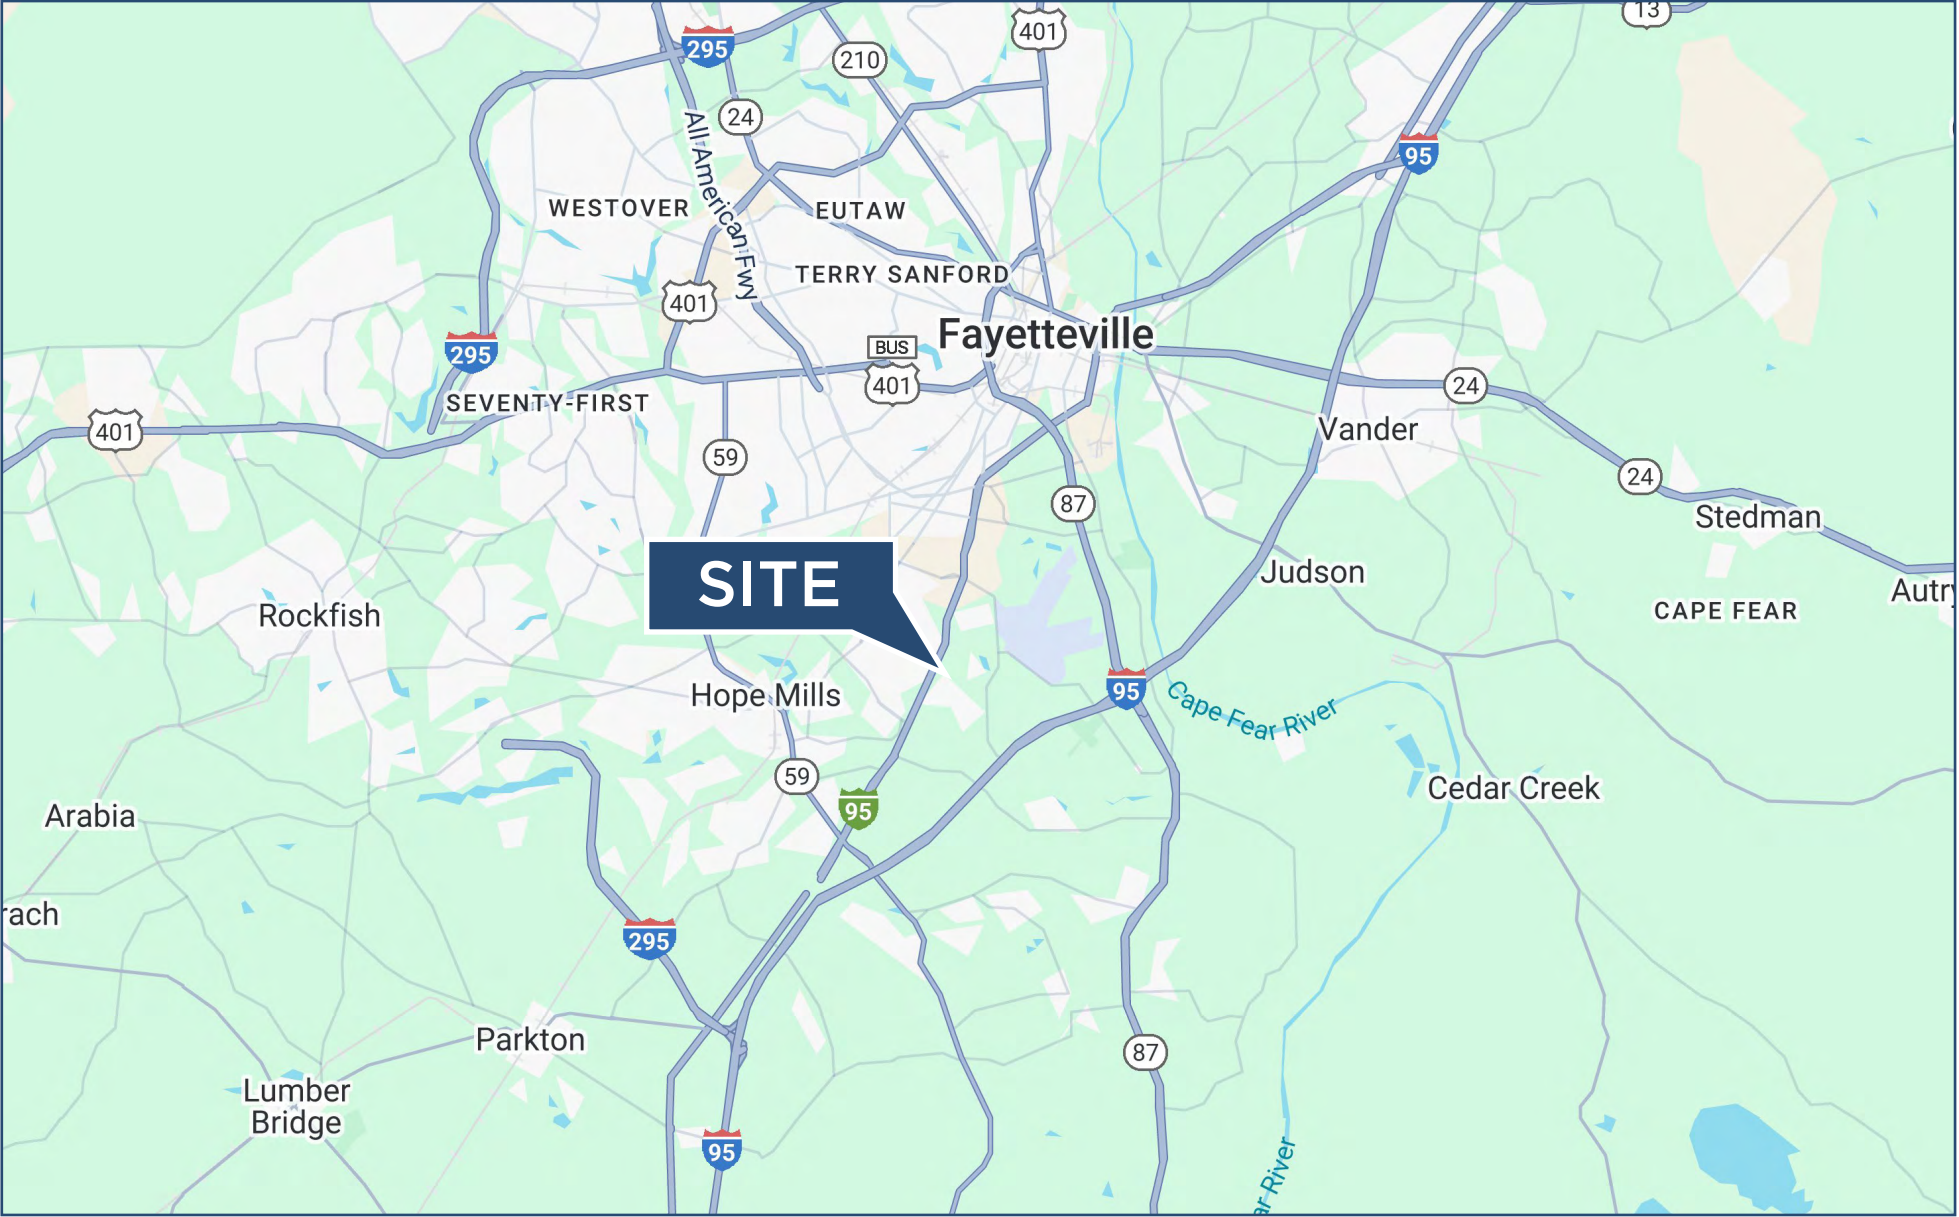 13
401
295
210
24
All American Fwy
95
WESTOVER
EUTAW
TERRY SANFORD
401
Fayetteville
BUS
401
295
24
SEVENTY-FIRST
401
Vander
59
24
87
Stedman
SITE
Judson
Autry
CAPE FEAR
Rockfish
Hope Mills
95
Cape Fear River
59
Cedar Creek
95
Arabia
rach
295
Parkton
87
Lumber
Bridge
95
ar River